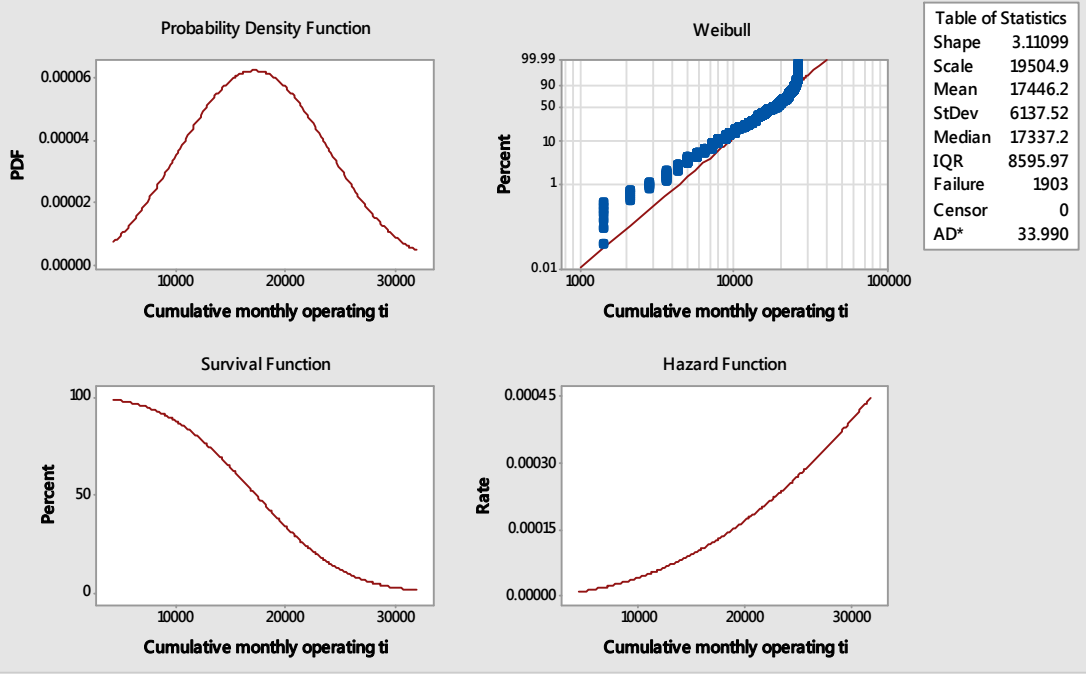 Probability Density Function
PDF
0.00006
0.00004
0.00002
0.00000
10000 20000 30000
Cumulative monthly operating ti
Weibull
Percent
99.99
90
50
10
1
0.01
1000 10000 100000
Cumulative monthly operating ti
Table of Statistics
Shape 3.11099
Scale 19504.9
Mean 17446.2
StDev 6137.52
Median 17337.2
IQR 8595.97
Failure 1903
Censor 0
AD* 33.990
Survival Function
Percent
100
50
0
10000 20000 30000
Cumulative monthly operating ti
Hazard Function
Rate
0.00045
0.00030
0.00015
0.00000
10000 20000 30000
Cumulative monthly operating ti